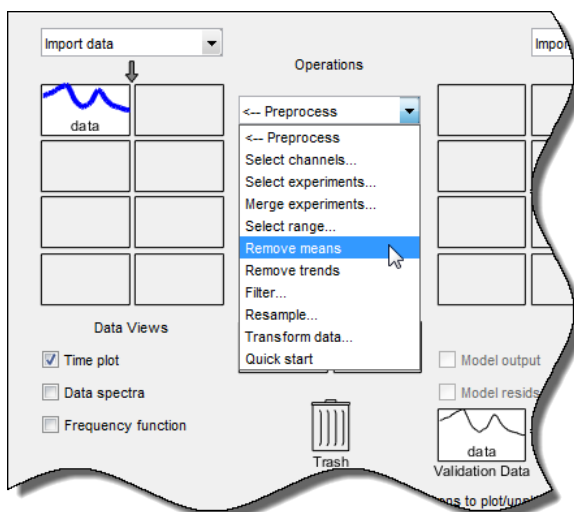 Import data
Impor
Operations
data
<-- Preprocess
<-- Preprocess
Select channels...
Select experiments...
Merge experiments...
Select range...
Remove means
Remove trends
Filter...
Resample...
Transform data...
Quick start
Data Views
Time plot
Data spectra
Frequency function
Trash
Model output
Model resids
data
Validation Data
to plot/unpl